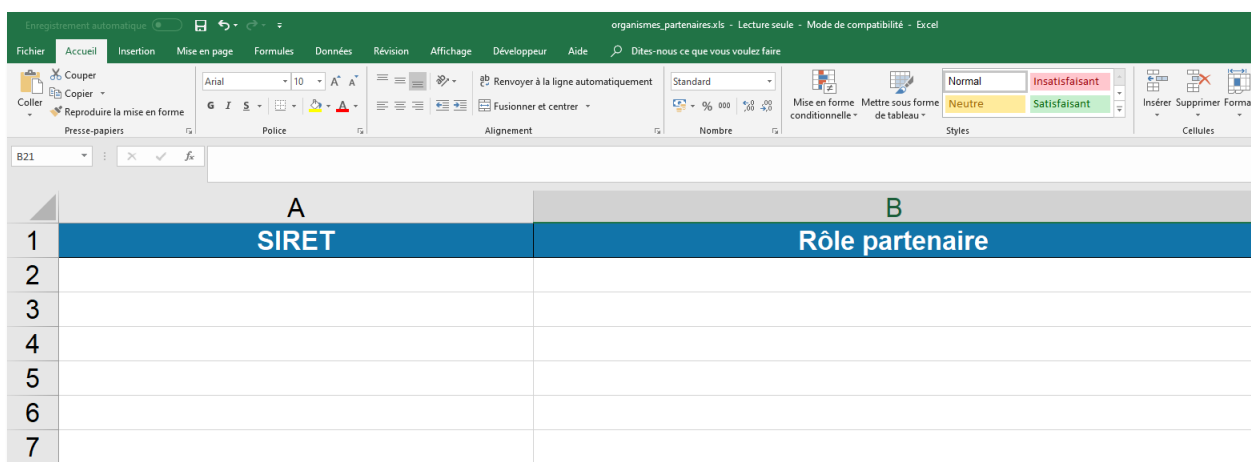 Enregistrement automatique
organismes_partenaires.xls - Lecture seule - Mode de compatibilité - Excel
Fichier Accueil Insertion Mise en page Formules Données Révision Affichage Développeur Aide Dites-nous ce que vous voulez faire
Coller
Couper
Copier
Reproduire la mise en forme
Presse-papiers
Arial 10 A A
G I S A
Police
Renvoyer à la ligne automatiquement
Fusionner et centrer
Alignement
Standard
% 000
Nombre
Mise en forme conditionnelle
Mettre sous forme de tableau
Normal Insatisfaisant
Neutre Satisfaisant
Styles
Insérer Supprimer Forma
Cellules
B21 fx
A B
1 SIRET Rôle partenaire
2
3
4
5
6
7